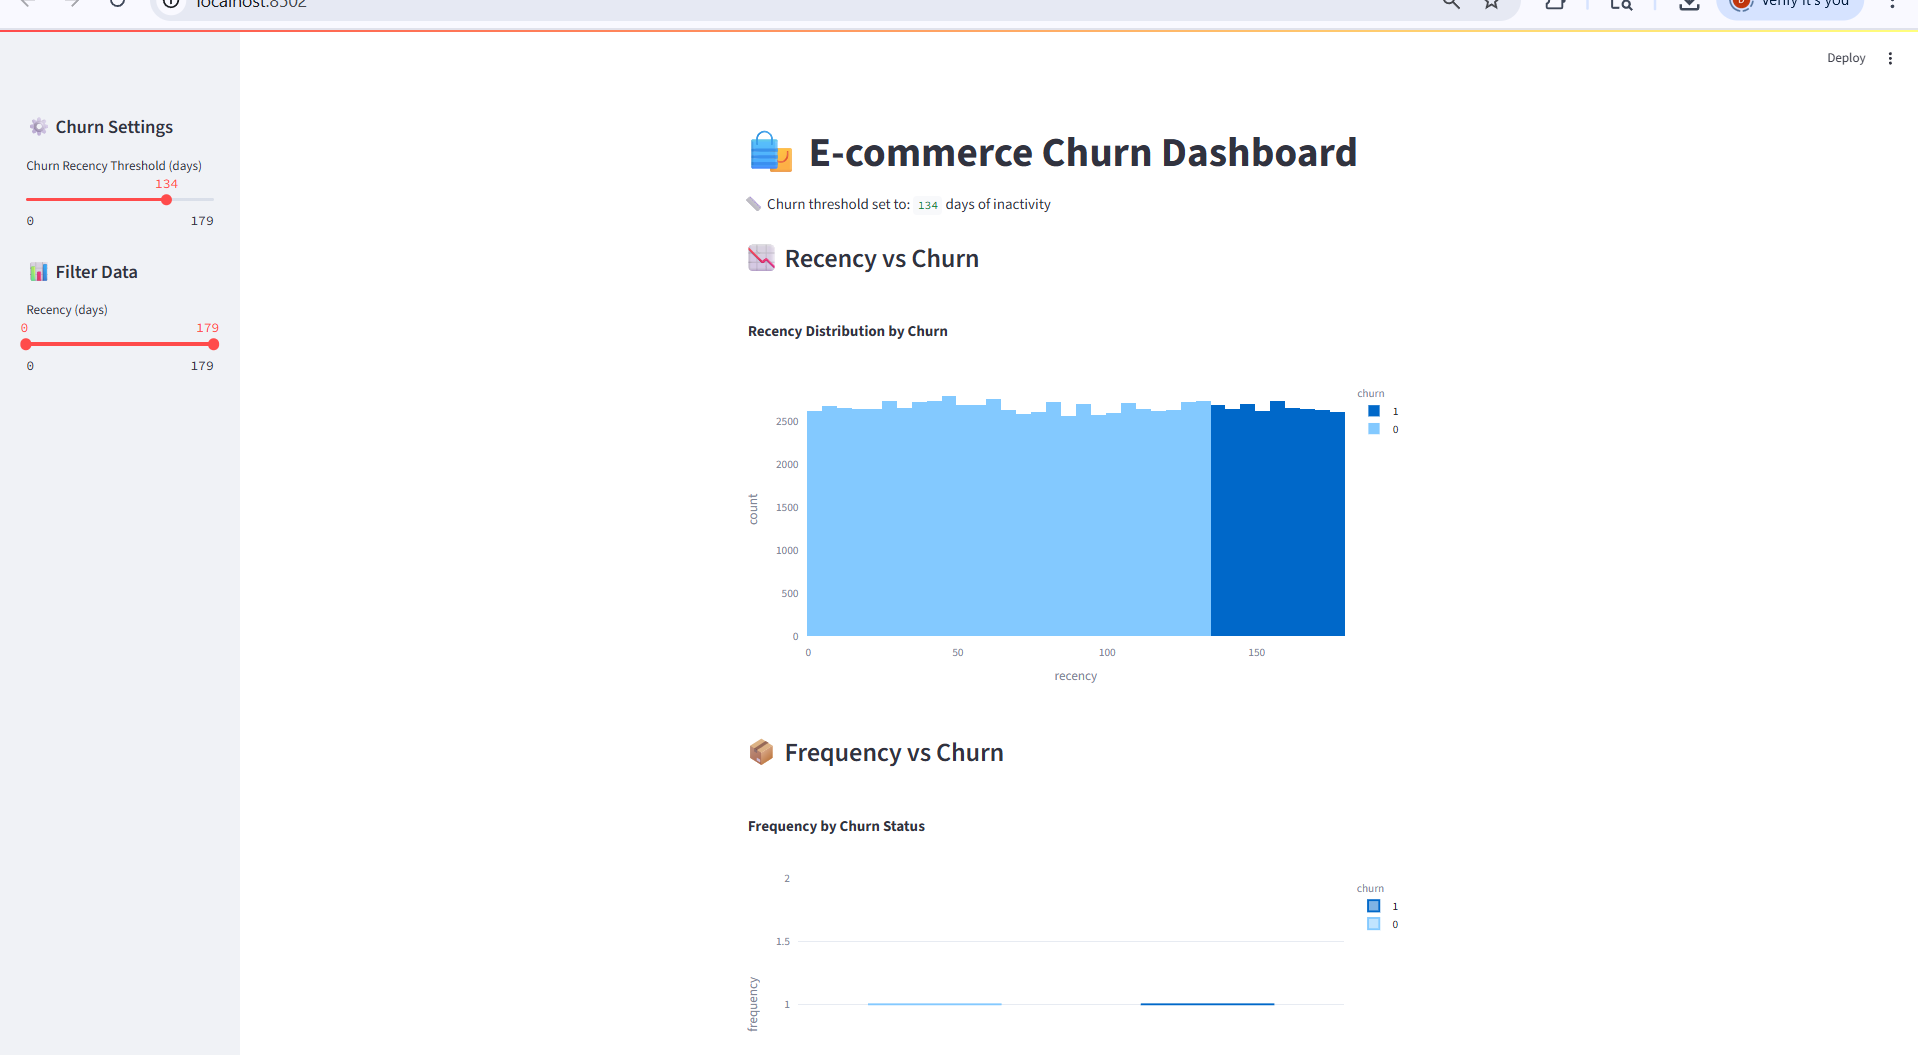 localhost:8502
Verify it's you
Deploy
Churn Settings
Churn Recency Threshold (days)
134
0 179
Filter Data
Recency (days)
0 179
0 179
E-commerce Churn Dashboard
Churn threshold set to: 134 days of inactivity
Recency vs Churn
Recency Distribution by Churn
churn
1
0
2500
2000
1500
1000
500
0
count
0 50 100 150
recency
Frequency vs Churn
Frequency by Churn Status
churn
1
0
2
1.5
1
frequency